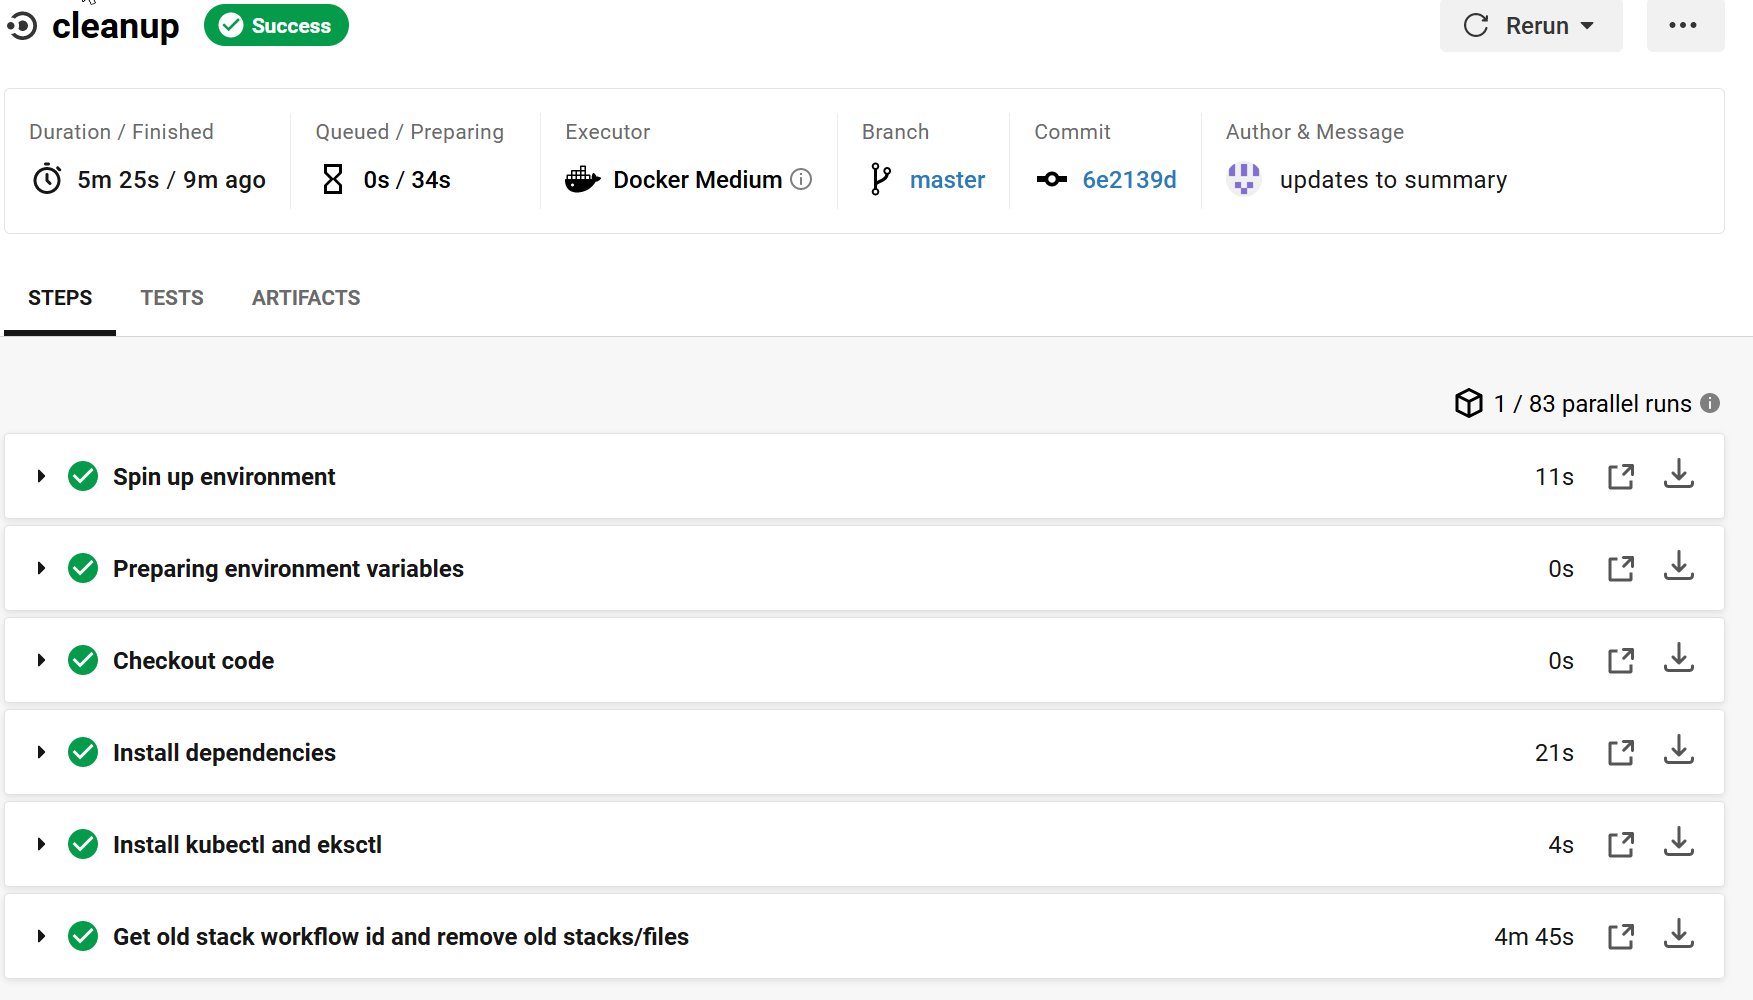 cleanup Success Rerun
Duration / Finished Queued / Preparing Executor Branch Commit Author & Message
5m 25s / 9m ago 0s / 34s Docker Medium master 6e2139d updates to summary
STEPS TESTS ARTIFACTS
1 / 83 parallel runs
Spin up environment 11s
Preparing environment variables 0s
Checkout code 0s
Install dependencies 21s
Install kubectl and eksctl 4s
Get old stack workflow id and remove old stacks/files 4m 45s